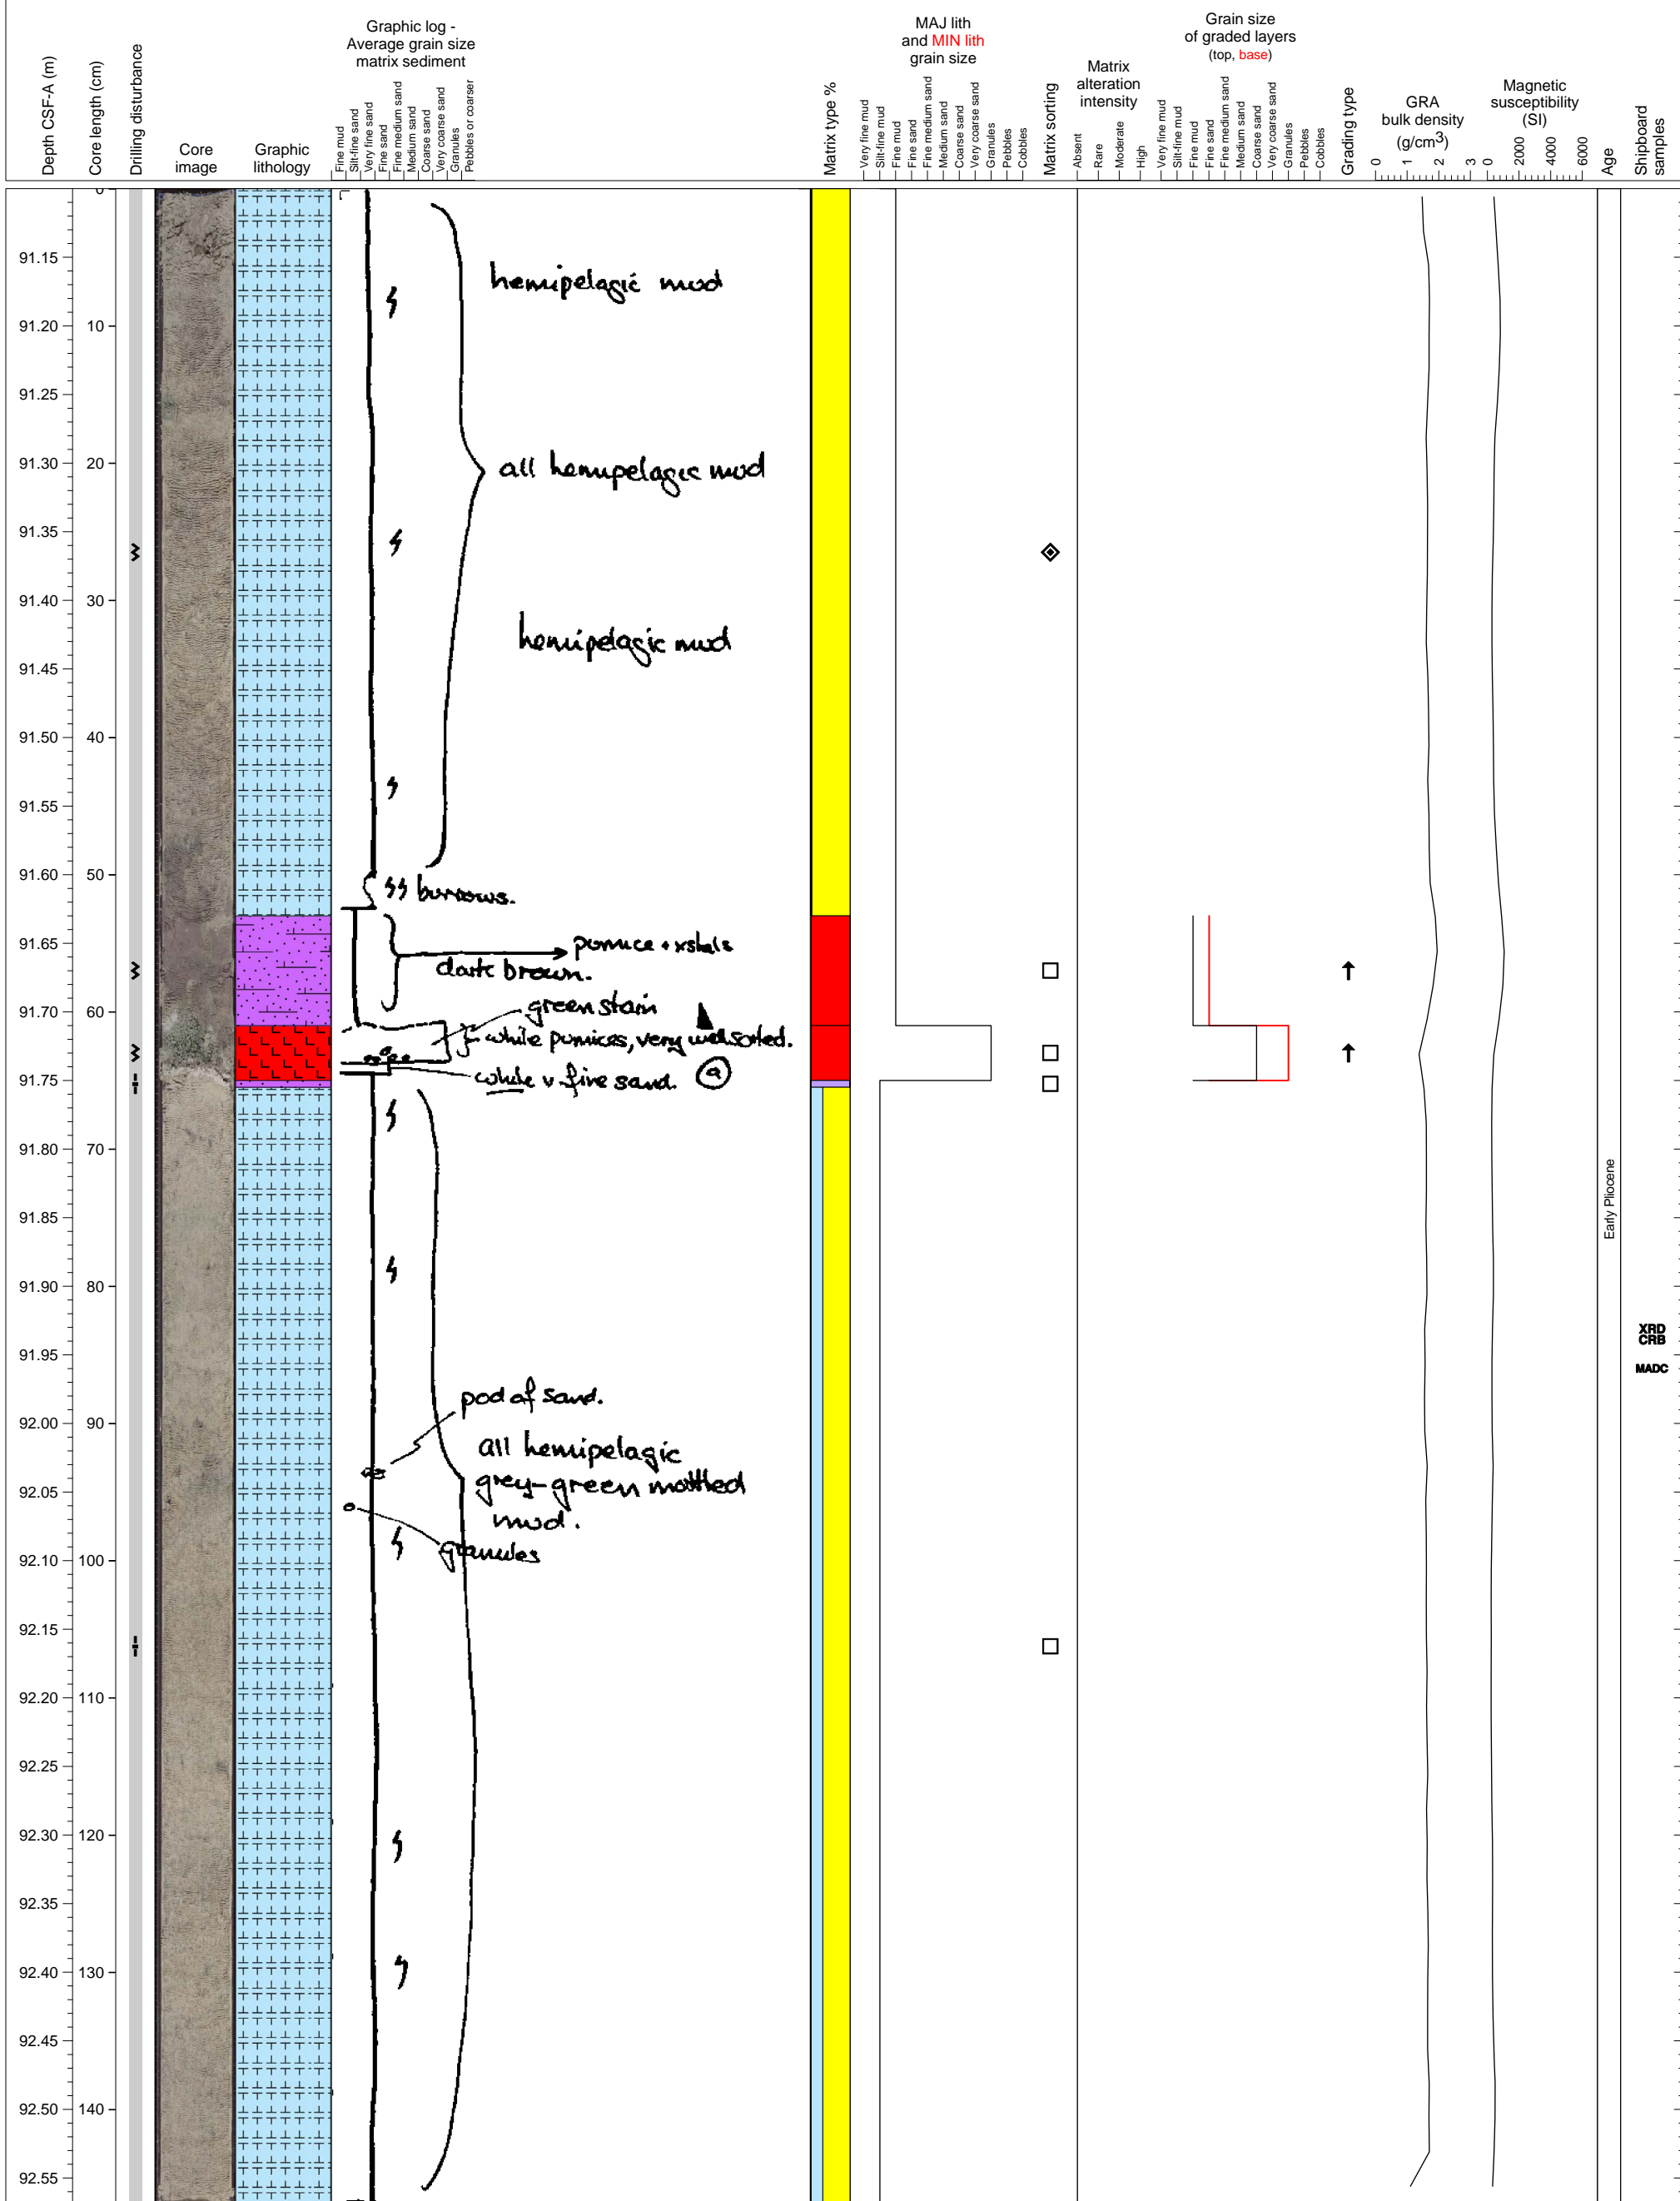 Depth CSF-A (m)
Core length (cm)
Drilling disturbance
Core
image
Graphic
lithology
Graphic log -
Average grain size
matrix sediment
Fine mud
Silt-fine sand
Very fine sand
Fine sand
Fine medium sand
Medium sand
Coarse sand
Very coarse sand
Granules
Pebbles or coarser
Matrix type %
MAJ lith
and MIN lith
grain size
Very fine mud
Silt-fine mud
Fine mud
Fine sand
Fine medium sand
Medium sand
Coarse sand
Very coarse sand
Granules
Pebbles
Cobbles
Matrix sorting
Matrix
alteration
intensity
Absent
Rare
Moderate
High
Grain size
of graded layers
(top, base)
Very fine mud
Silt-fine mud
Fine mud
Fine sand
Fine medium sand
Medium sand
Coarse sand
Very coarse sand
Granules
Pebbles
Cobbles
Grading type
GRA
bulk density
(g/cm3)
0 1 2 3
Magnetic
susceptibility
(SI)
0 2000 4000 6000
Age
Shipboard
samples
0
91.15
91.20 10
91.25
91.30 20
91.35
91.40 30
91.45
91.50 40
91.55
91.60 50
91.65
91.70 60
91.75
91.80 70
91.85
91.90 80
91.95
92.00 90
92.05
92.10 100
92.15
92.20 110
92.25
92.30 120
92.35
92.40 130
92.45
92.50 140
92.55
hemipelagic mud
all hemipelagic mud
hemipelagic mud
burrows.
pumice + xstals
dark brown.
green stain
white pumices, very well sorted.
white v. fine sand. a
pod of sand.
all hemipelagic
grey-green mottled
mud.
granules
Early Pliocene
XRD
CRB
MADC